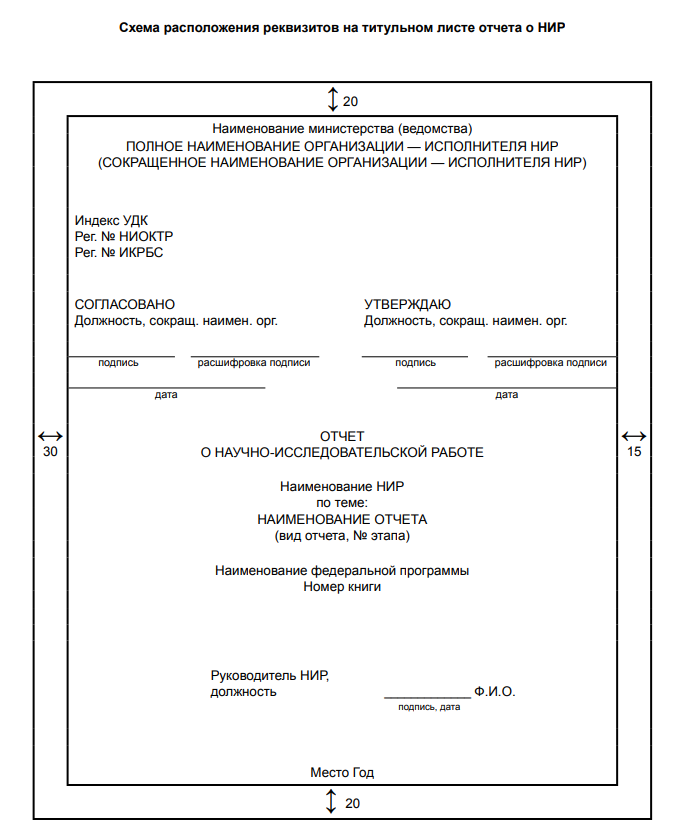 Схема расположения реквизитов на титульном листе отчета о НИР
20
Наименование министерства (ведомства)
ПОЛНОЕ НАИМЕНОВАНИЕ ОРГАНИЗАЦИИ — ИСПОЛНИТЕЛЯ НИР
(СОКРАЩЕННОЕ НАИМЕНОВАНИЕ ОРГАНИЗАЦИИ — ИСПОЛНИТЕЛЯ НИР)
Индекс УДК
Рег. № НИОКТР
Рег. № ИКРБС
СОГЛАСОВАНО УТВЕРЖДАЮ
Должность, сокращ. наимен. орг. Должность, сокращ. наимен. орг.
подпись расшифровка подписи подпись расшифровка подписи
дата дата
ОТЧЕТ
О НАУЧНО-ИССЛЕДОВАТЕЛЬСКОЙ РАБОТЕ
30 15
Наименование НИР
по теме:
НАИМЕНОВАНИЕ ОТЧЕТА
(вид отчета, № этапа)
Наименование федеральной программы
Номер книги
Руководитель НИР,
должность ____________ Ф.И.О.
подпись, дата
Место Год
20